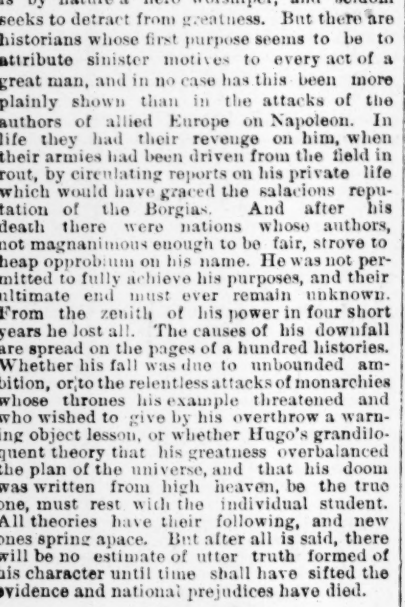 as by nature a hero worshiper, and seldom
seeks to detract from greatness. But there are
historians whose first purpose seems to be to
attribute sinister motives to every act of a
great man, and in no case has this been more
plainly shown than in the attacks of the
authors of allied Europe on Napoleon. In
life they had their revenge on him, when
their armies had been driven from the field in
rout, by circulating reports on his private life
which would have graced the salacious repu-
tation of the Borgias. And after his
death there were nations whose authors,
not magnanimous enough to be fair, strove to
heap opprobium on his name. He was not per-
mitted to fully achieve his purposes, and their
ultimate end must ever remain unknown.
From the zenith of his power in four short
years he lost all. The causes of his downfall
are spread on the pages of a hundred histories.
Whether his fall was due to unbounded am-
bition, or to the relentless attacks of monarchies
whose thrones his example threatened and
who wished to give by his overthrow a warn-
ing object lesson, or whether Hugo's grandilo-
quent theory that his greatness overbalanced
the plan of the universe, and that his doom
was written from high heaven, be the true
one, must rest with the individual student.
All theories have their following, and new
ones spring apace. But after all is said, there
will be no estimate of utter truth formed of
his character until time shall have sifted the
evidence and national prejudices have died.